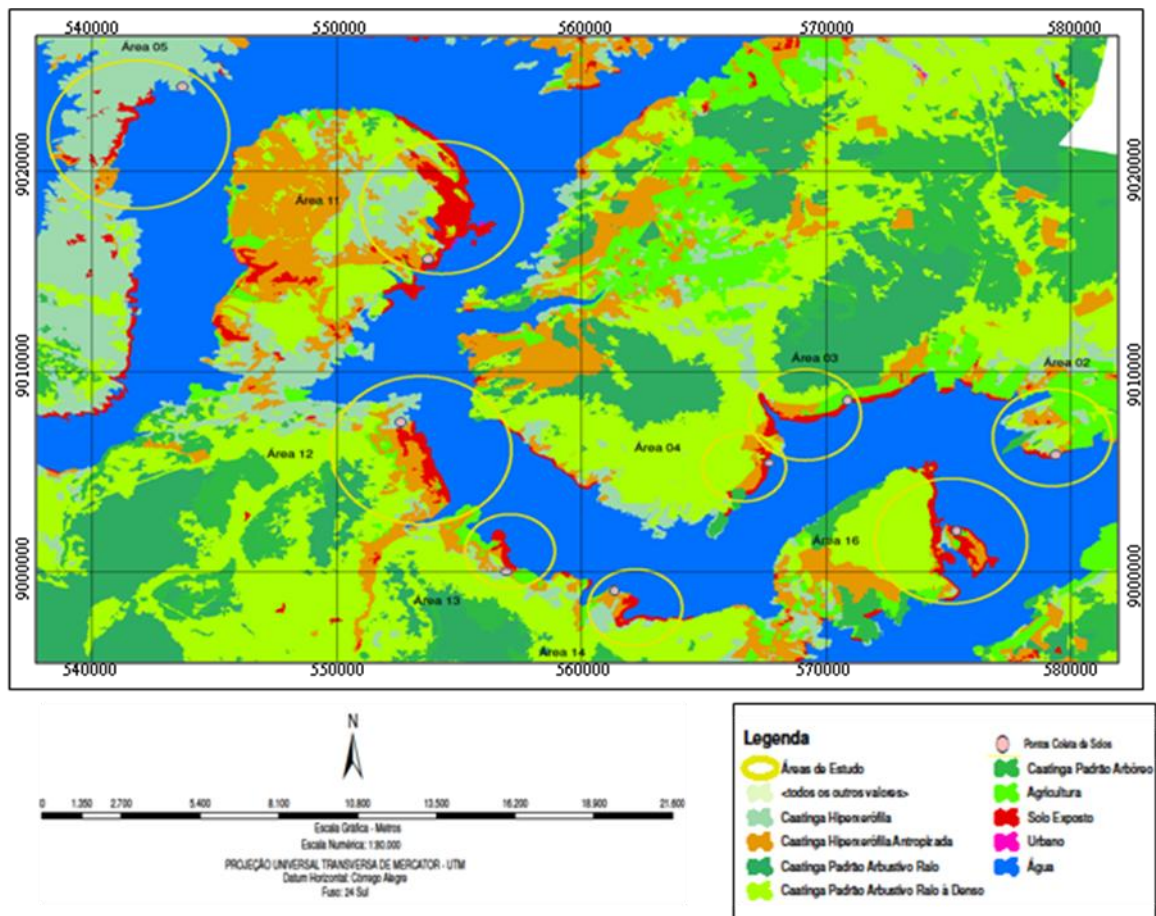 540000 550000 560000 570000 580000
Área 05
9020000 9020000
Área 11
9010000 9010000
Área 03
Área 02
Área 12
Área 04
Área 16
9000000 9000000
Área 13
Área 14
540000 550000 560000 570000 580000
N
0 1.350 2.700 5.400 8.100 10.800 13.500 16.200 18.900 21.600
Escala Gráfica - Metros
Escala Numérica: 1:80.000
PROJEÇÃO UNIVERSAL TRANSVERSA DE MERCATOR - UTM
Datum Horizontal: Córrego Alegre
Fuso: 24 Sul
Legenda
Áreas de Estudo
<todos os outros valores>
Caatinga Hiperxerófila
Caatinga Hiperxerófila Antropizada
Caatinga Padrão Arbustivo Ralo
Caatinga Padrão Arbustivo Ralo à Denso
Pontos Coleta de Solos
Caatinga Padrão Arbóreo
Agricultura
Solo Exposto
Urbano
Água